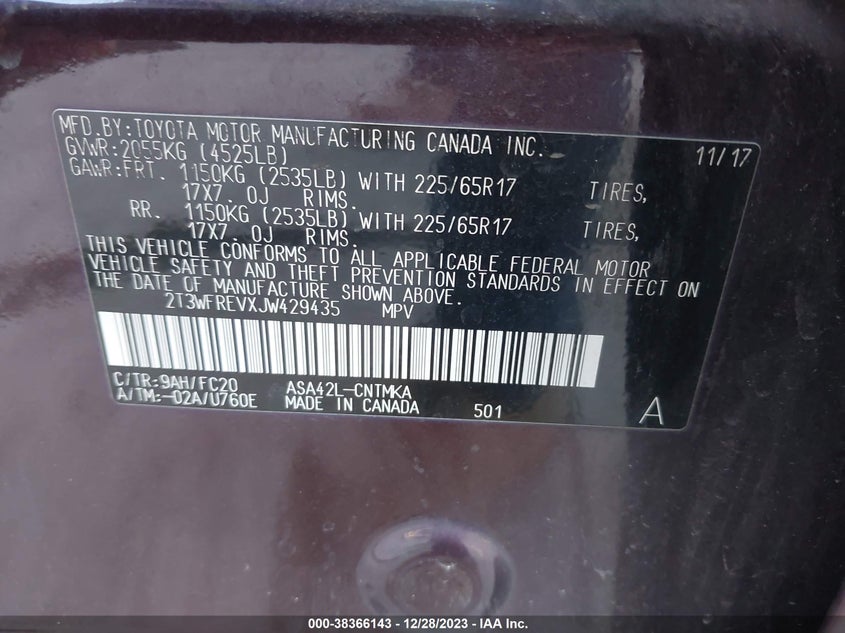 MFD.BY:TOYOTA MOTOR MANUFACTURING CANADA INC. 11/17
GVWR:2055KG (4525LB)
GAWR:FRT. 1150KG (2535LB) WITH 225/65R17 TIRES,
17X7.0J RIMS.
RR. 1150KG (2535LB) WITH 225/65R17 TIRES,
17X7.0J RIMS.
THIS VEHICLE CONFORMS TO ALL APPLICABLE FEDERAL MOTOR
VEHICLE SAFETY AND THEFT PREVENTION STANDARDS IN EFFECT ON
THE DATE OF MANUFACTURE SHOWN ABOVE.
2T3WFREVXJW429435 MPV
C/TR:9AH/FC20 ASA42L-CNTMKA
A/TM:-02A/U760E MADE IN CANADA 501 A
000-38366143 — 12/28/2023 — IAA Inc.